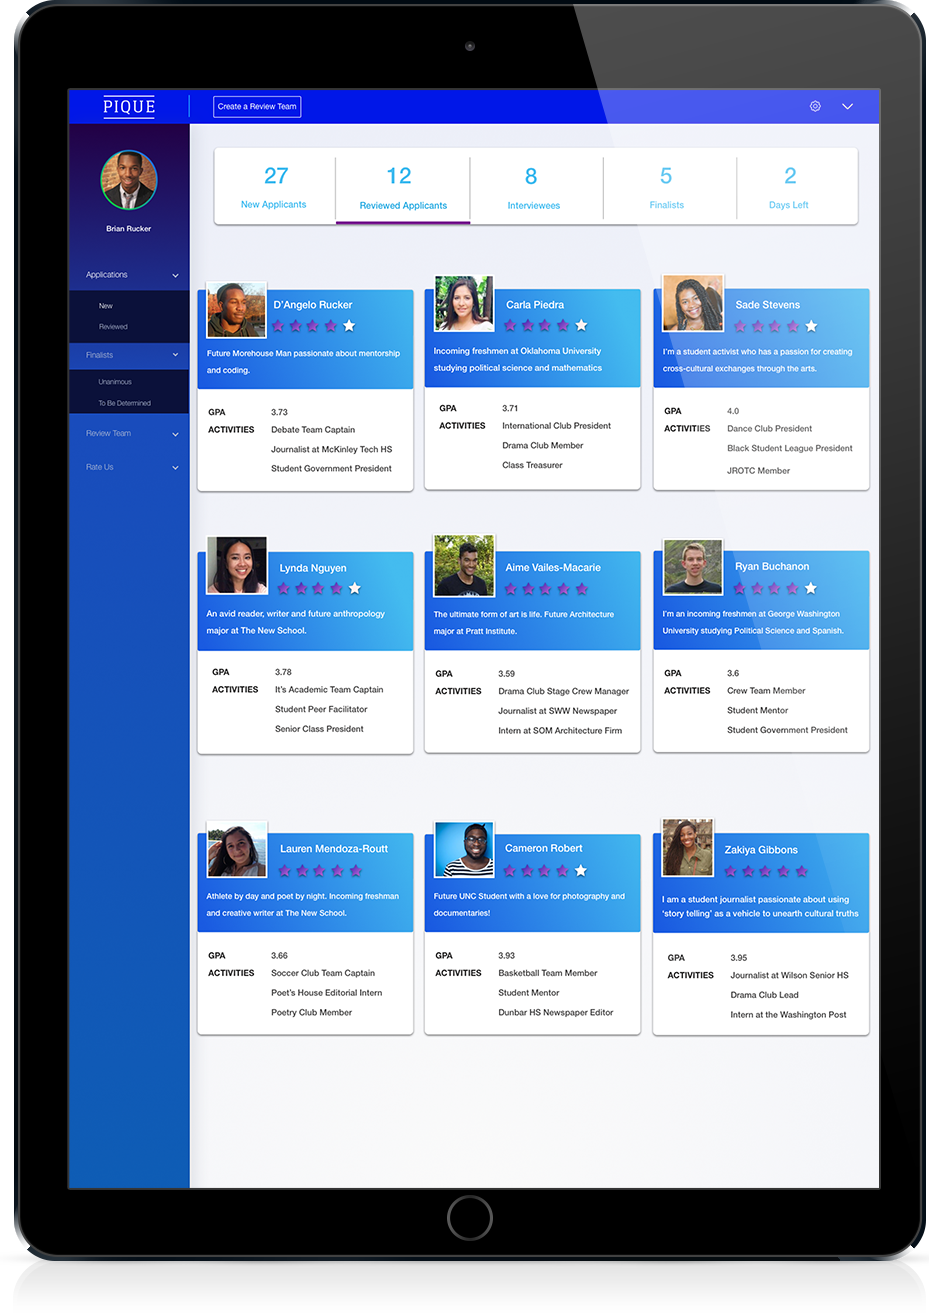 PIQUE
Create a Review Team
Brian Rucker
Applications
New
Reviewed
Finalists
Unanimous
To Be Determined
Review Team
Rate Us
27
New Applicants
12
Reviewed Applicants
8
Interviewees
5
Finalists
2
Days Left
D'Angelo Rucker
Future Morehouse Man passionate about mentorship
and coding.
GPA 3.73
ACTIVITIES Debate Team Captain
Journalist at McKinley Tech HS
Student Government President
Carla Piedra
Incoming freshmen at Oklahoma University
studying political science and mathematics
GPA 3.71
ACTIVITIES International Club President
Drama Club Member
Class Treasurer
Sade Stevens
I'm a student activist who has a passion for creating
cross-cultural exchanges through the arts.
GPA 4.0
ACTIVITIES Dance Club President
Black Student League President
JROTC Member
Lynda Nguyen
An avid reader, writer and future anthropology
major at The New School.
GPA 3.78
ACTIVITIES It's Academic Team Captain
Student Peer Facilitator
Senior Class President
Aime Vailes-Macarie
The ultimate form of art is life. Future Architecture
major at Pratt Institute.
GPA 3.59
ACTIVITIES Drama Club Stage Crew Manager
Journalist at SWW Newspaper
Intern at SOM Architecture Firm
Ryan Buchanon
I'm an incoming freshmen at George Washington
University studying Political Science and Spanish.
GPA 3.6
ACTIVITIES Crew Team Member
Student Mentor
Student Government President
Lauren Mendoza-Routt
Athlete by day and poet by night. Incoming freshman
and creative writer at The New School.
GPA 3.66
ACTIVITIES Soccer Club Team Captain
Poet's House Editorial Intern
Poetry Club Member
Cameron Robert
Future UNC Student with a love for photography and
documentaries!
GPA 3.93
ACTIVITIES Basketball Team Member
Student Mentor
Dunbar HS Newspaper Editor
Zakiya Gibbons
I am a student journalist passionate about using
'story telling' as a vehicle to unearth cultural truths
GPA 3.95
ACTIVITIES Journalist at Wilson Senior HS
Drama Club Lead
Intern at the Washington Post